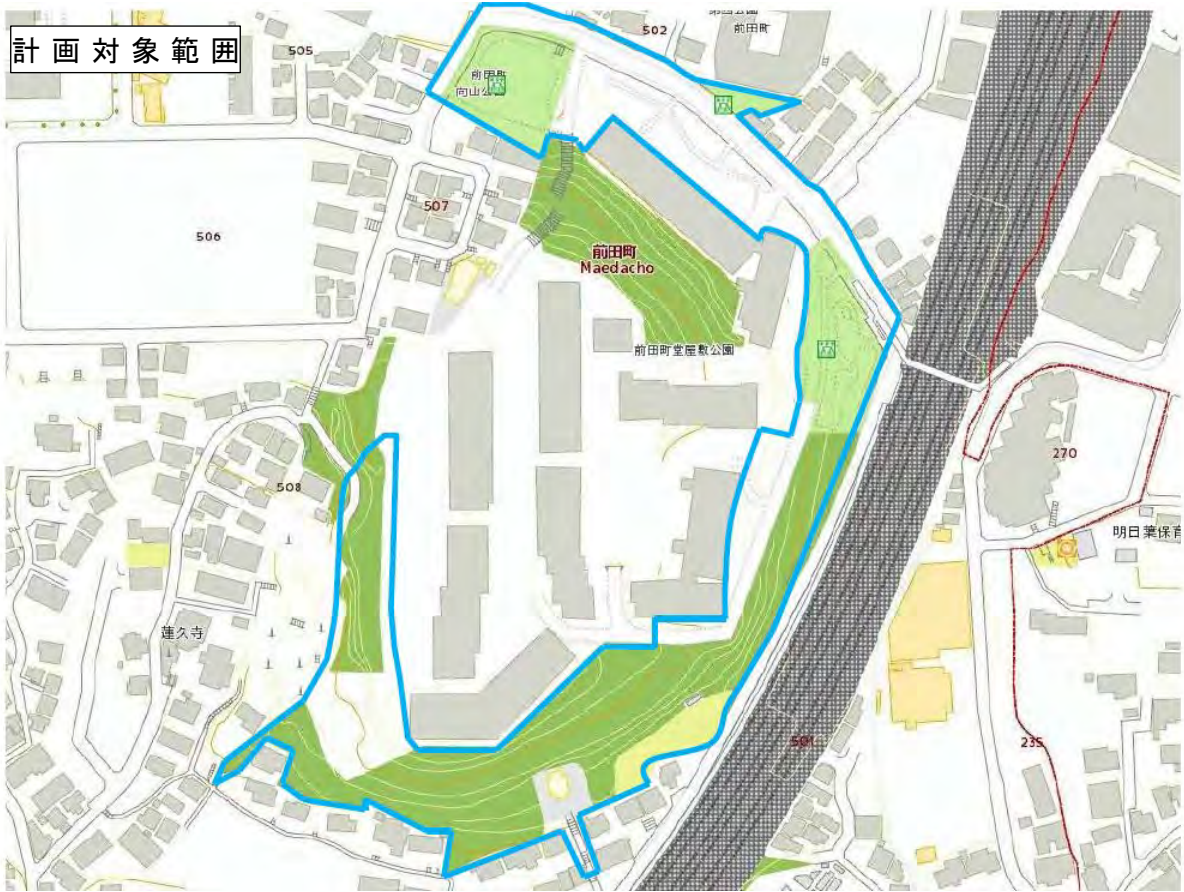 計画対象範囲
505
502
前田町
前田町
向山公園
507
506
前田町
Maedacho
前田町堂屋敷公園
508
270
明日葉保育
蓮久寺
501
235